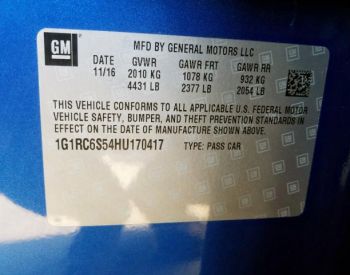 GM
MFD BY GENERAL MOTORS LLC
DATE GVWR GAWR FRT GAWR RR
11/16 2010 KG 1078 KG 932 KG
4431 LB 2377 LB 2054 LB
THIS VEHICLE CONFORMS TO ALL APPLICABLE U.S. FEDERAL MOTOR
VEHICLE SAFETY, BUMPER, AND THEFT PREVENTION STANDARDS IN
EFFECT ON THE DATE OF MANUFACTURE SHOWN ABOVE.
1G1RC6S54HU170417 TYPE: PASS CAR